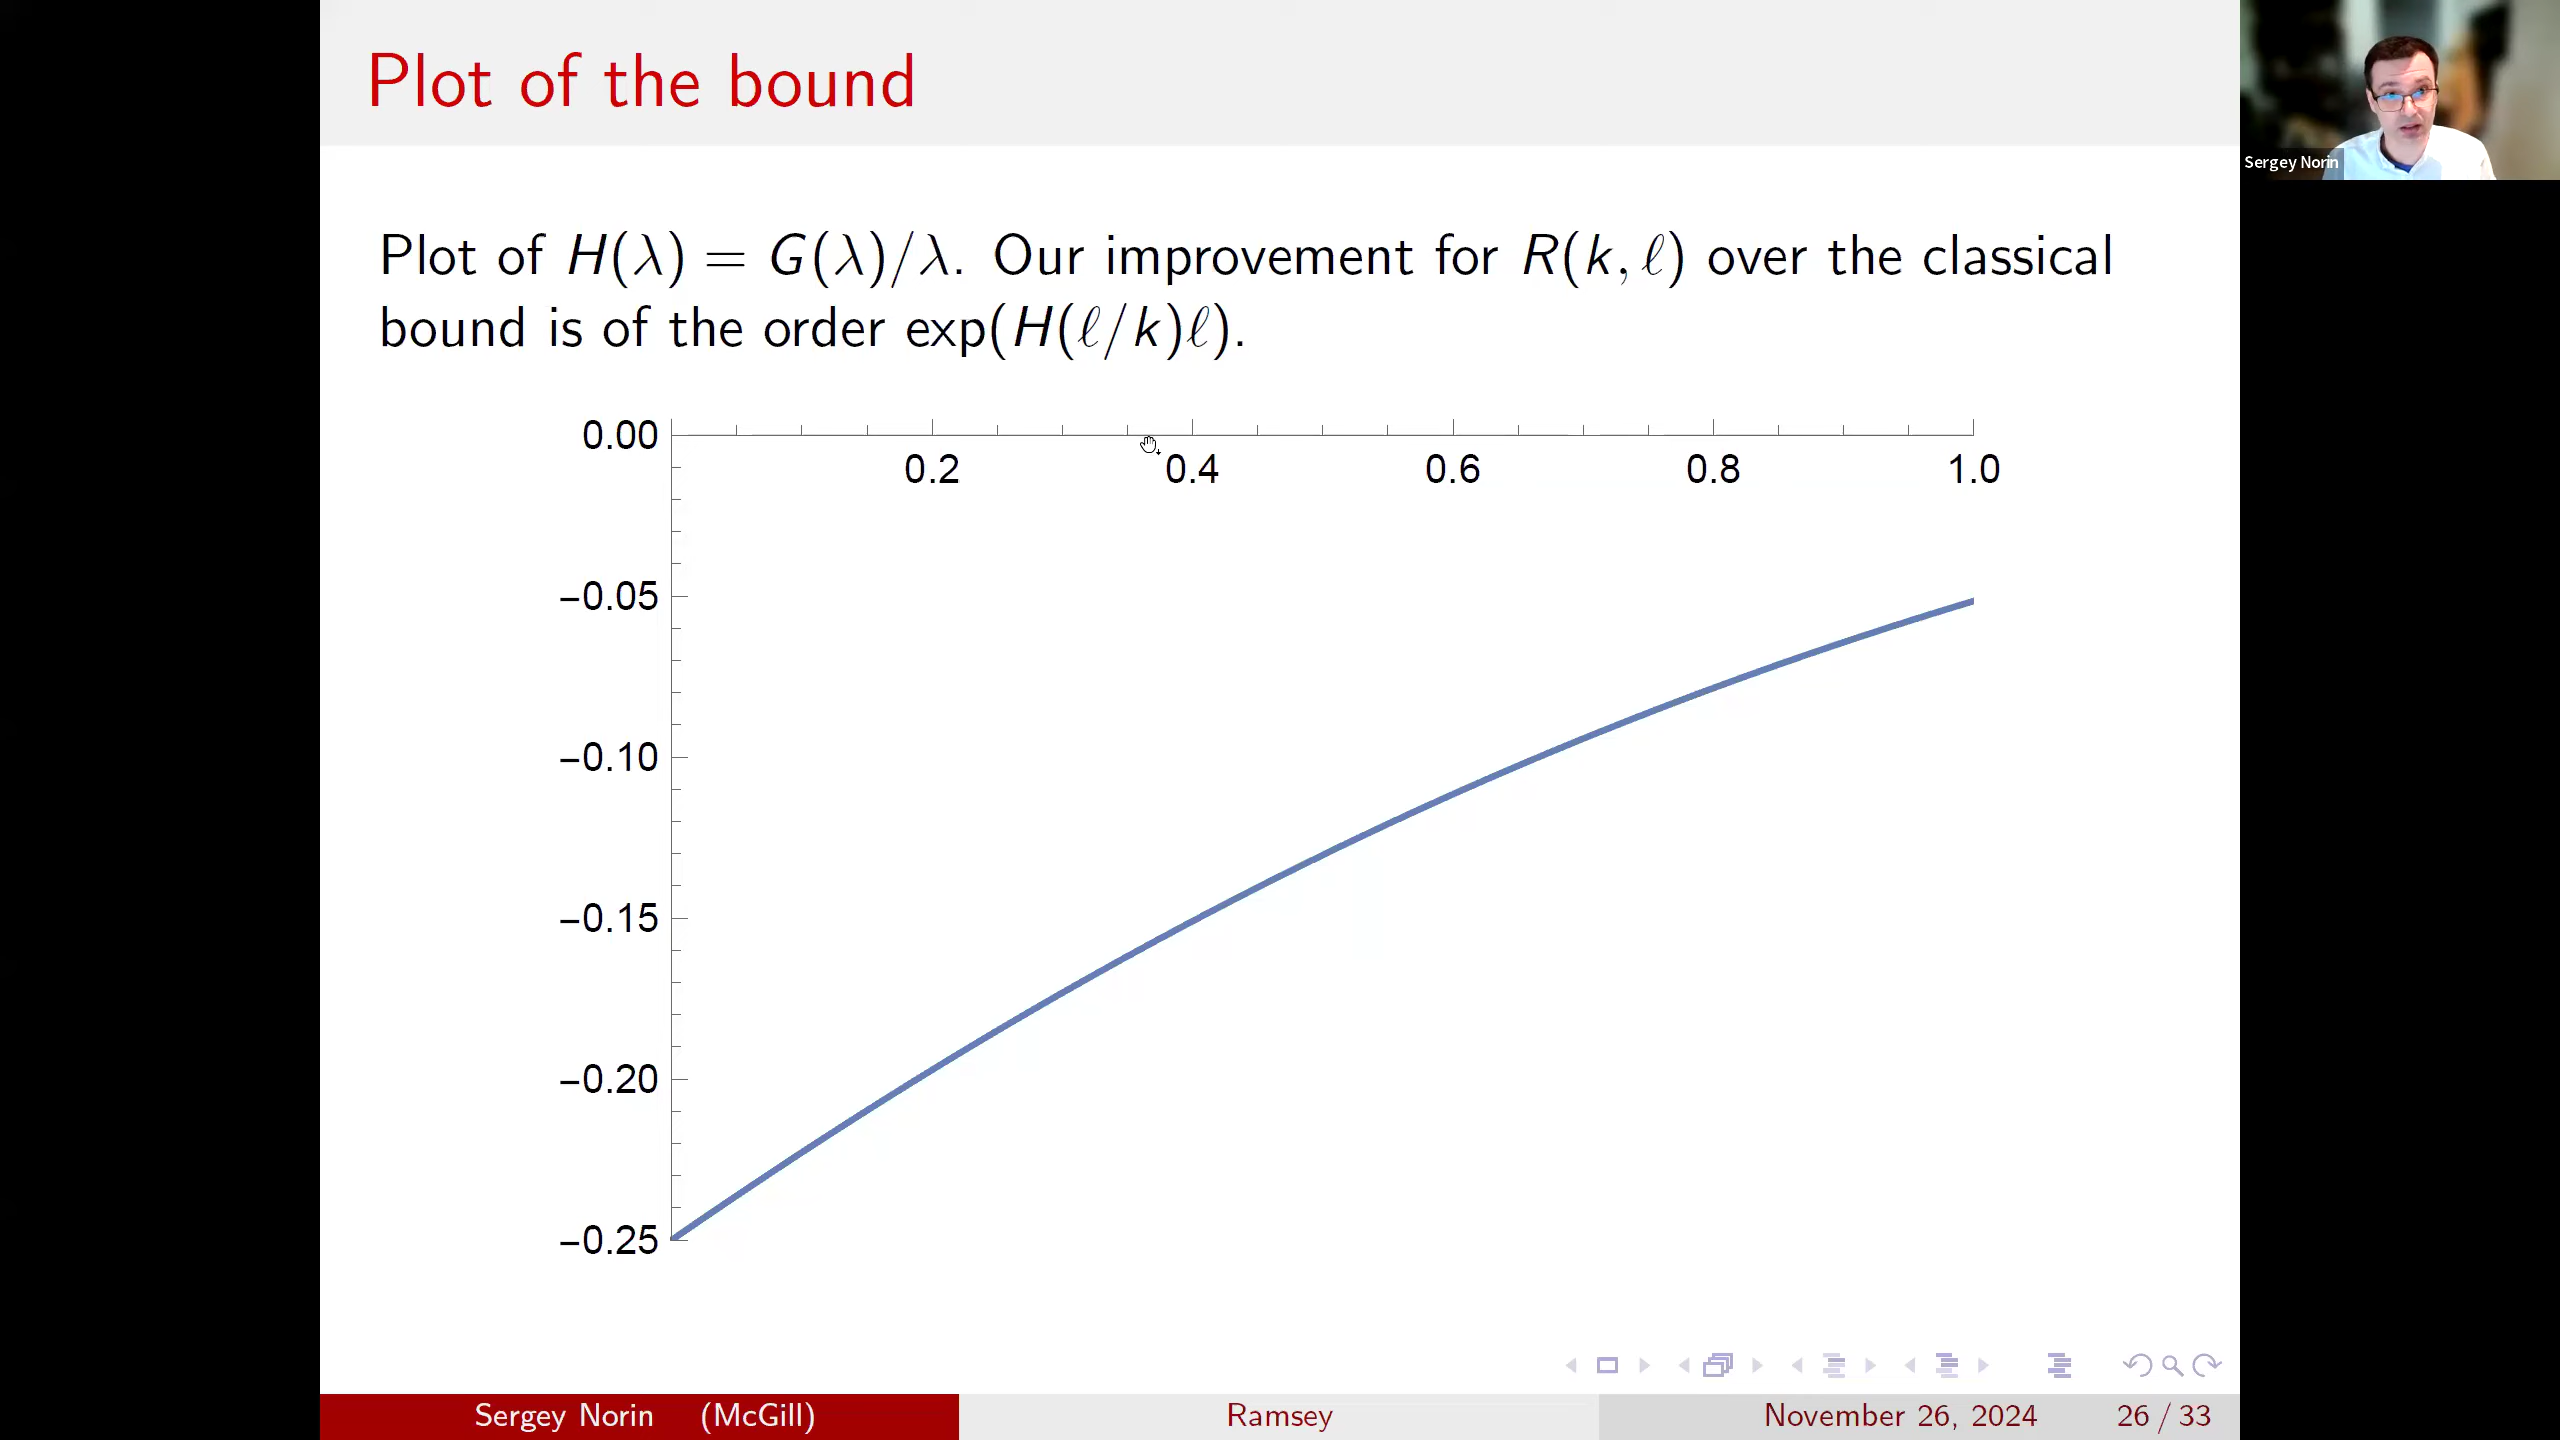 Plot of the bound
Sergey Norin
Plot of H(λ) = G(λ)/λ. Our improvement for R(k, ℓ) over the classical
bound is of the order exp(H(ℓ/k)ℓ).
0.00
0.2 0.4 0.6 0.8 1.0
−0.05
−0.10
−0.15
−0.20
−0.25
Sergey Norin (McGill) Ramsey November 26, 2024 26 / 33